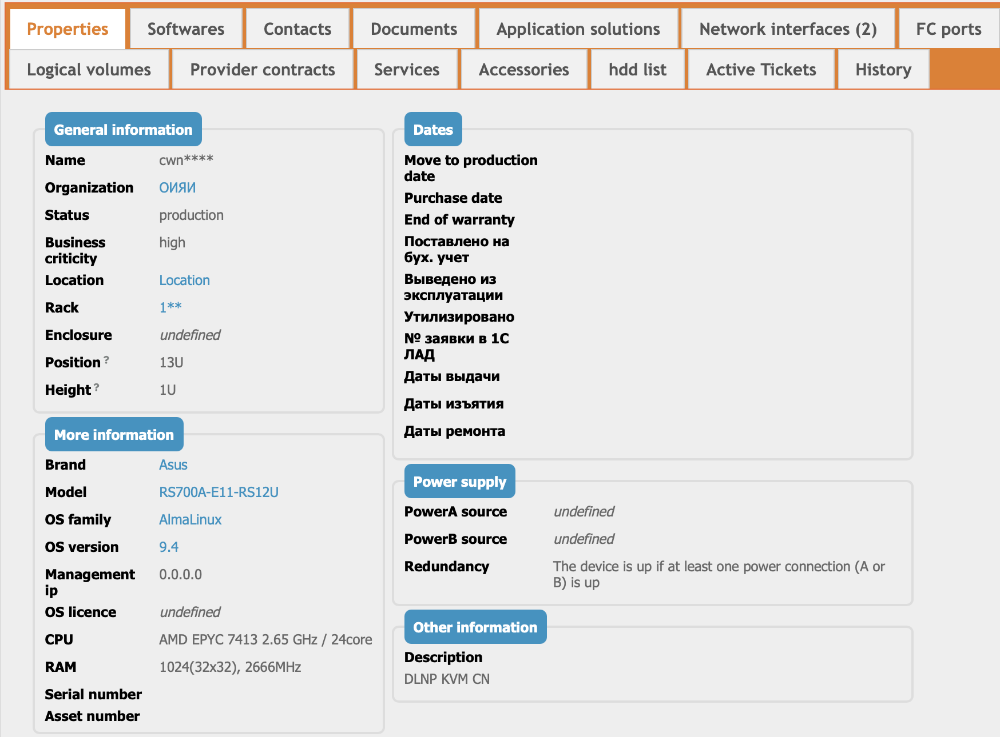 Properties
Softwares
Contacts
Documents
Application solutions
Network interfaces (2)
FC ports
Logical volumes
Provider contracts
Services
Accessories
hdd list
Active Tickets
History
General information
Name cwn****
Organization ОИЯИ
Status production
Business high
criticity
Location Location
Rack 1**
Enclosure undefined
Position ? 13U
Height ? 1U
More information
Brand Asus
Model RS700A-E11-RS12U
OS family AlmaLinux
OS version 9.4
Management 0.0.0.0
ip
OS licence undefined
CPU AMD EPYC 7413 2.65 GHz / 24core
RAM 1024(32x32), 2666MHz
Serial number
Asset number
Dates
Move to production
date
Purchase date
End of warranty
Поставлено на
бух. учет
Выведено из
эксплуатации
Утилизировано
№ заявки в 1С
ЛАД
Даты выдачи
Даты изъятия
Даты ремонта
Power supply
PowerA source undefined
PowerB source undefined
Redundancy The device is up if at least one power connection (A or
B) is up
Other information
Description
DLNP KVM CN